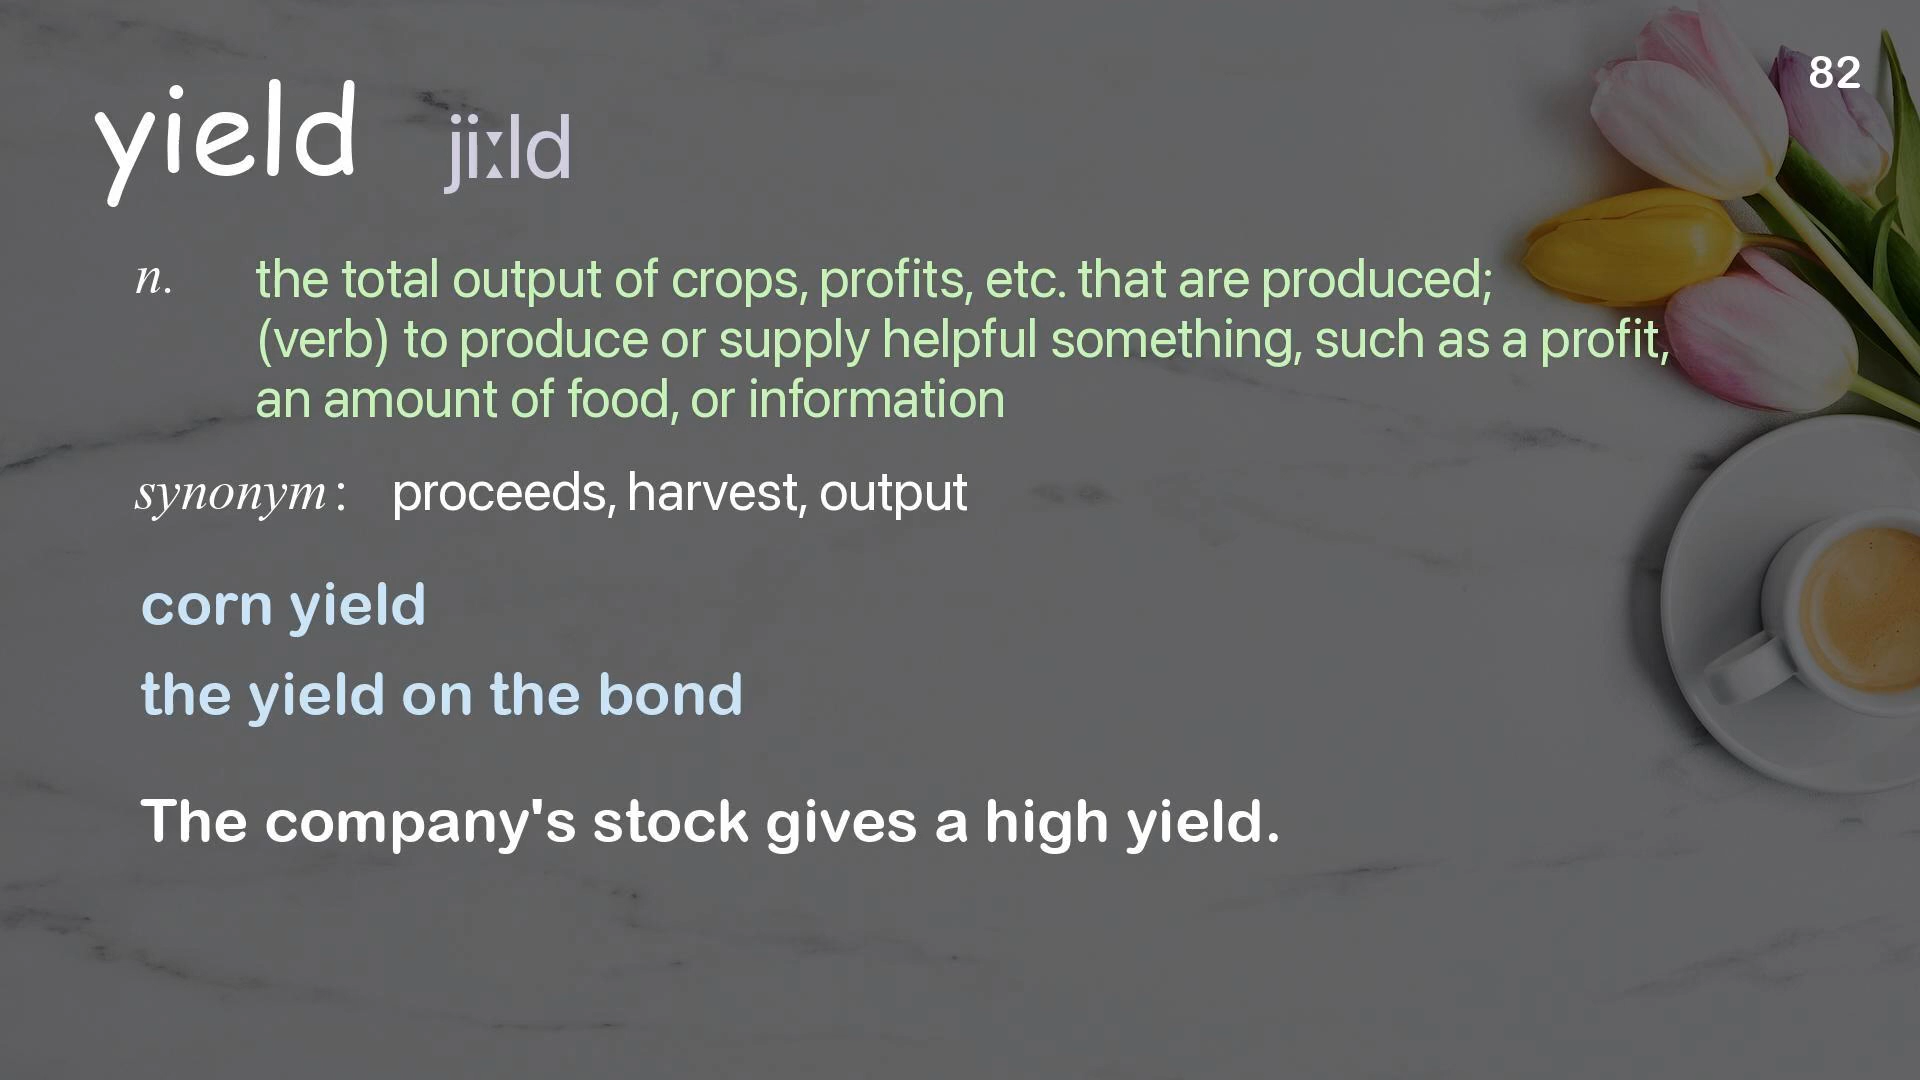 82
yield jiːld
n. the total output of crops, profits, etc. that are produced;
(verb) to produce or supply helpful something, such as a profit,
an amount of food, or information
synonym: proceeds, harvest, output
corn yield
the yield on the bond
The company's stock gives a high yield.